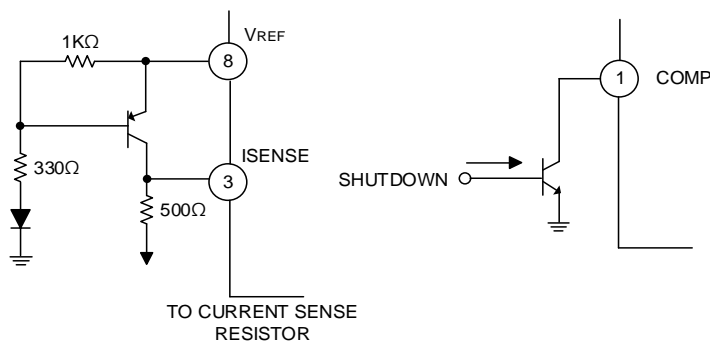 VREF
1KΩ
8
1
COMP
ISENSE
330Ω
3
SHUTDOWN
500Ω
TO CURRENT SENSE
RESISTOR